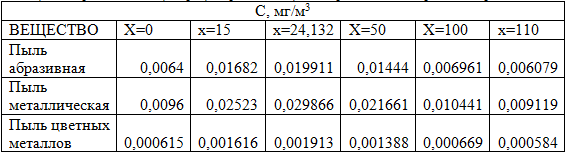 С, мг/м3
ВЕЩЕСТВО X=0 x=15 x=24,132 X=50 X=100 x=110
Пыль
абразивная 0,0064 0,01682 0,019911 0,01444 0,006961 0,006079
Пыль
металлическая 0,0096 0,02523 0,029866 0,021661 0,010441 0,009119
Пыль цветных
металлов 0,000615 0,001616 0,001913 0,001388 0,000669 0,000584